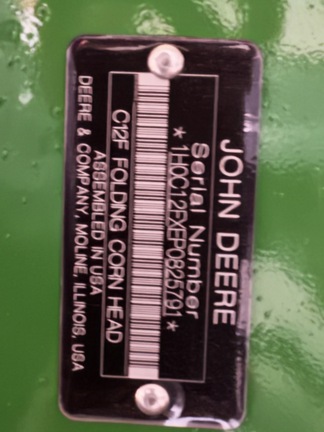 JOHN DEERE
Serial Number
*1H0C12FXEP0825791*
C12F FOLDING CORN HEAD
ASSEMBLED IN USA
DEERE & COMPANY, MOLINE, ILLINOIS, USA